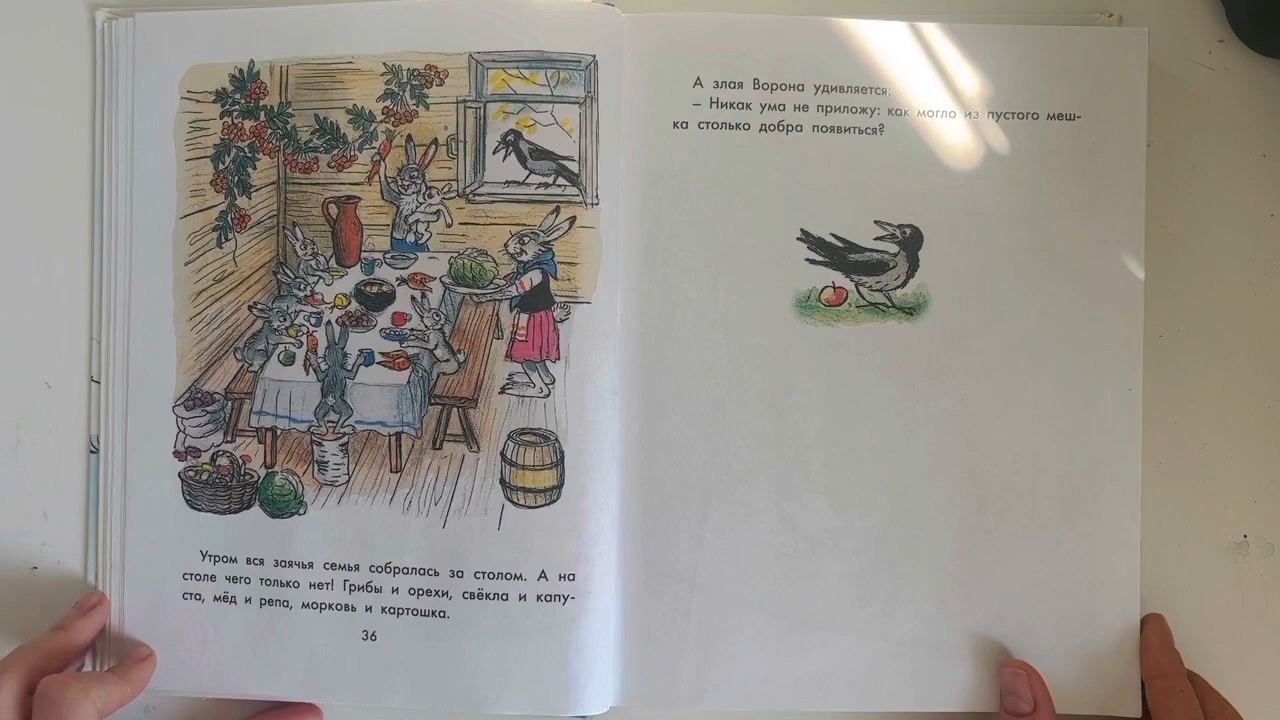 Утром вся заячья семья собралась за столом. А на
столе чего только нет! Грибы и орехи, свёкла и капу-
ста, мёд и репа, морковь и картошка.
36
А злая Ворона удивляется:
– Никак ума не приложу: как могло из пустого меш-
ка столько добра появиться?